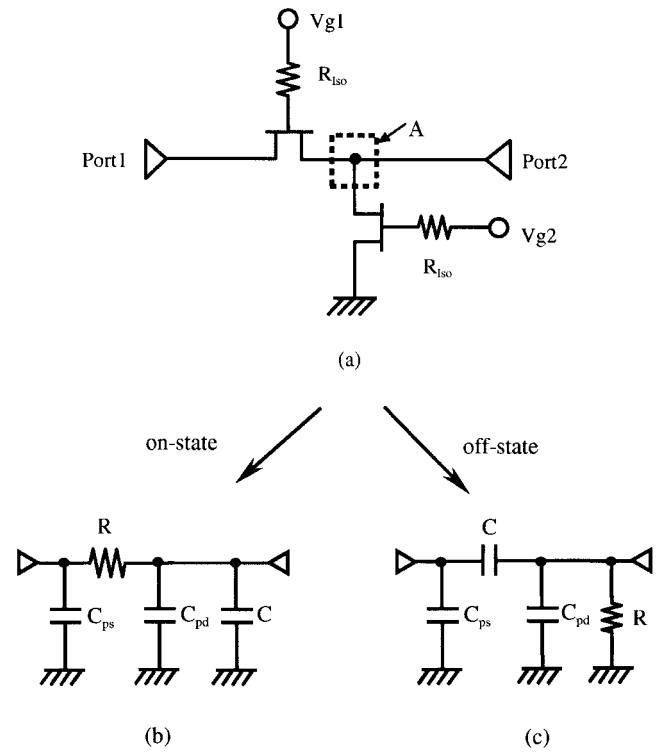 Vg1
R_Iso
A
Port1
Port2
Vg2
R_Iso
(a)
on-state
off-state
R
C_ps
C_pd
C
C
C_ps
C_pd
R
(b)
(c)